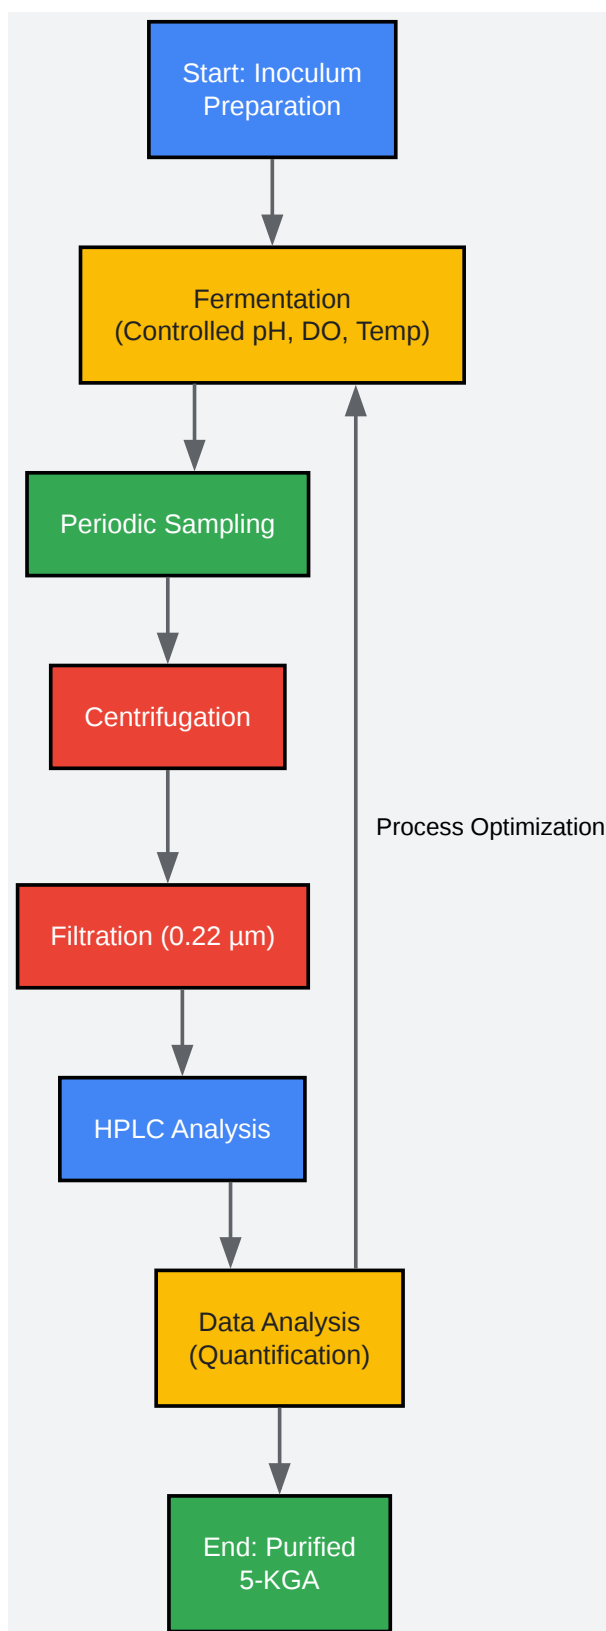 Start: Inoculum
Preparation
Fermentation
(Controlled pH, DO, Temp)
Periodic Sampling
Centrifugation
Process Optimization
Filtration (0.22 µm)
HPLC Analysis
Data Analysis
(Quantification)
End: Purified
5-KGA